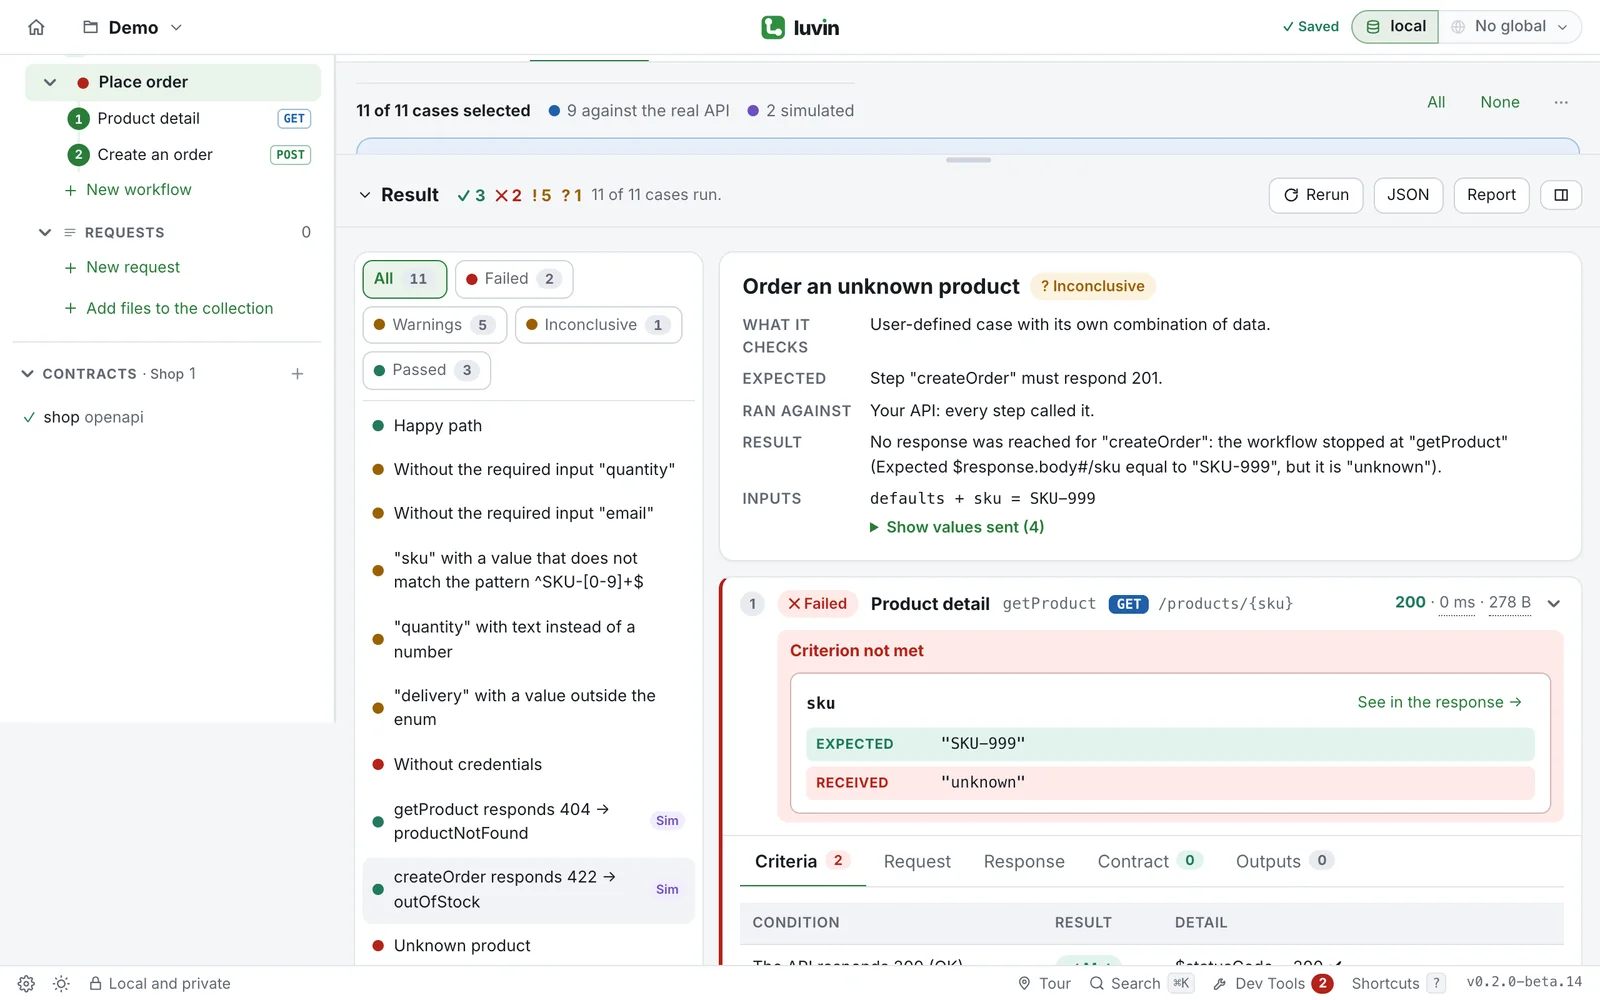 Demo
luvin
✓ Saved
local
No global
Place order
1 Product detail GET
2 Create an order POST
+ New workflow
REQUESTS 0
+ New request
+ Add files to the collection
CONTRACTS · Shop 1 +
✓ shop openapi
11 of 11 cases selected
9 against the real API
2 simulated
All
None
...
Result
✓ 3 ✕ 2 ! 5 ? 1 11 of 11 cases run.
Rerun
JSON
Report
All 11
Failed 2
Warnings 5
Inconclusive 1
Passed 3
Happy path
Without the required input "quantity"
Without the required input "email"
"sku" with a value that does not
match the pattern ^SKU-[0-9]+$
"quantity" with text instead of a
number
"delivery" with a value outside the
enum
Without credentials
getProduct responds 404 →
productNotFound
Sim
createOrder responds 422 →
outOfStock
Sim
Unknown product
Order an unknown product ? Inconclusive
WHAT IT
CHECKS
User-defined case with its own combination of data.
EXPECTED Step "createOrder" must respond 201.
RAN AGAINST Your API: every step called it.
RESULT No response was reached for "createOrder": the workflow stopped at "getProduct"
(Expected $response.body#/sku equal to "SKU-999", but it is "unknown").
INPUTS defaults + sku = SKU-999
Show values sent (4)
1 ✕ Failed Product detail getProduct GET /products/{sku} 200 · 0 ms · 278 B
Criterion not met
sku See in the response →
EXPECTED "SKU-999"
RECEIVED "unknown"
Criteria 2 Request Response Contract 0 Outputs 0
CONDITION RESULT DETAIL
The API responds 200 (OK)
Local and private
Tour
Search ⌘K
Dev Tools 2
Shortcuts ?
v0.2.0-beta.14